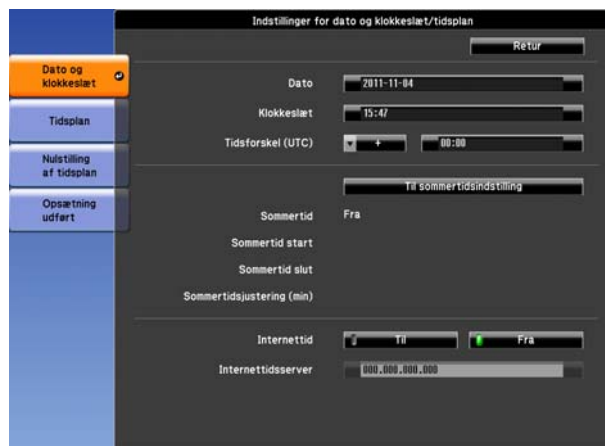 Indstillinger for dato og klokkeslæt/tidsplan
Retur
Dato og
klokkeslæt
Tidsplan
Nulstilling
af tidsplan
Opsætning
udført
Dato 2011-11-04
Klokkeslæt 15:47
Tidsforskel (UTC) + 00:00
Til sommertidsindstilling
Sommertid Fra
Sommertid start
Sommertid slut
Sommertidsjustering (min)
Internettid Til Fra
Internettidsserver 000.000.000.000